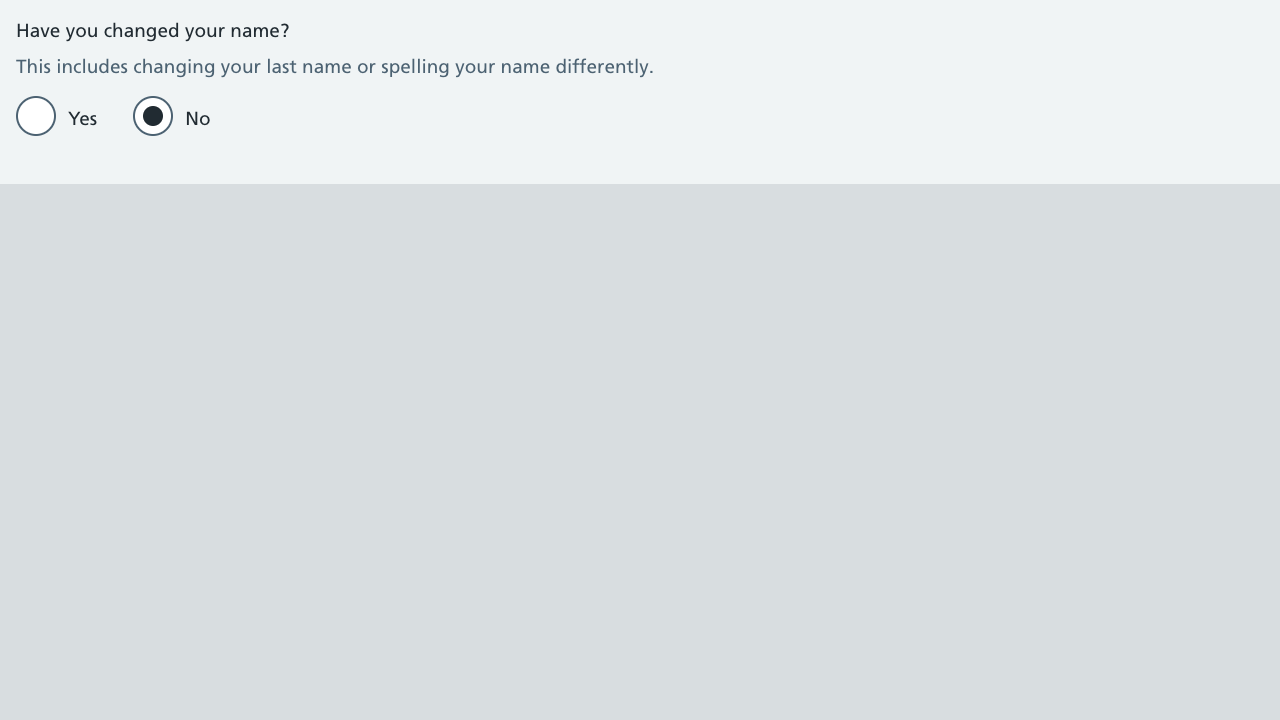 Have you changed your name?
This includes changing your last name or spelling your name differently.
Yes No